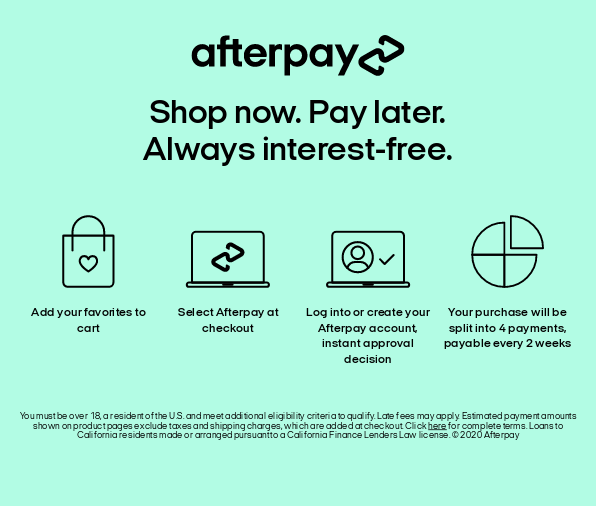 afterpay
Shop now. Pay later.
Always interest-free.
Add your favorites to
cart
Select Afterpay at
checkout
Log into or create your
Afterpay account,
instant approval
decision
Your purchase will be
split into 4 payments,
payable every 2 weeks
You must be over 18, a resident of the U.S. and meet additional eligibility criteria to qualify. Late fees may apply. Estimated payment amounts
shown on product pages exclude taxes and shipping charges, which are added at checkout. Click here for complete terms. Loans to
California residents made or arranged pursuant to a California Finance Lenders Law license. © 2020 Afterpay